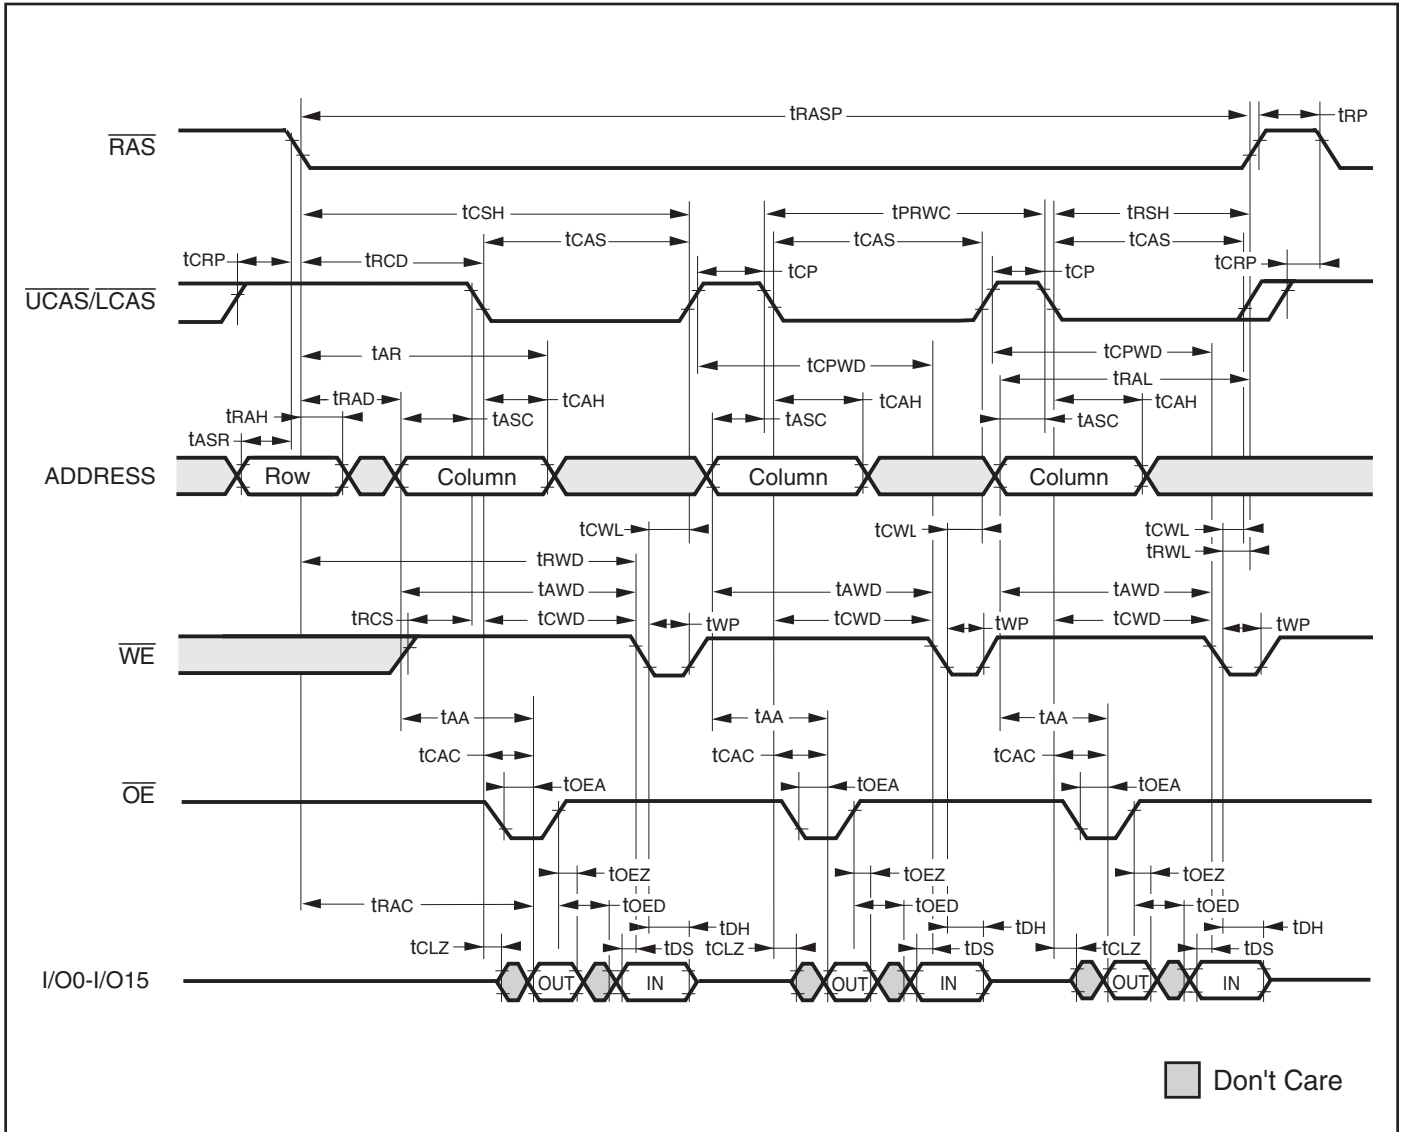 tRASP
tRP
RAS
tCSH
tPRWC
tRSH
tCAS
tCAS
tCAS
tCRP
tRCD
tCP
tCP
tCRP
UCAS/LCAS
tAR
tCPWD
tCPWD
tRAL
tRAD
tCAH
tCAH
tCAH
tRAH
tASC
tASC
tASC
tASR
ADDRESS
Row
Column
Column
Column
tCWL
tCWL
tCWL
tRWL
tRWD
tAWD
tAWD
tAWD
tRCS
tCWD
tWP
tCWD
tWP
tCWD
tWP
WE
tAA
tAA
tAA
tCAC
tCAC
tCAC
tOEA
tOEA
tOEA
OE
tOEZ
tOEZ
tOEZ
tRAC
tOED
tOED
tOED
tDH
tDH
tDH
tCLZ
tDS
tCLZ
tDS
tCLZ
tDS
I/O0-I/O15
OUT
IN
OUT
IN
OUT
IN
Don't Care